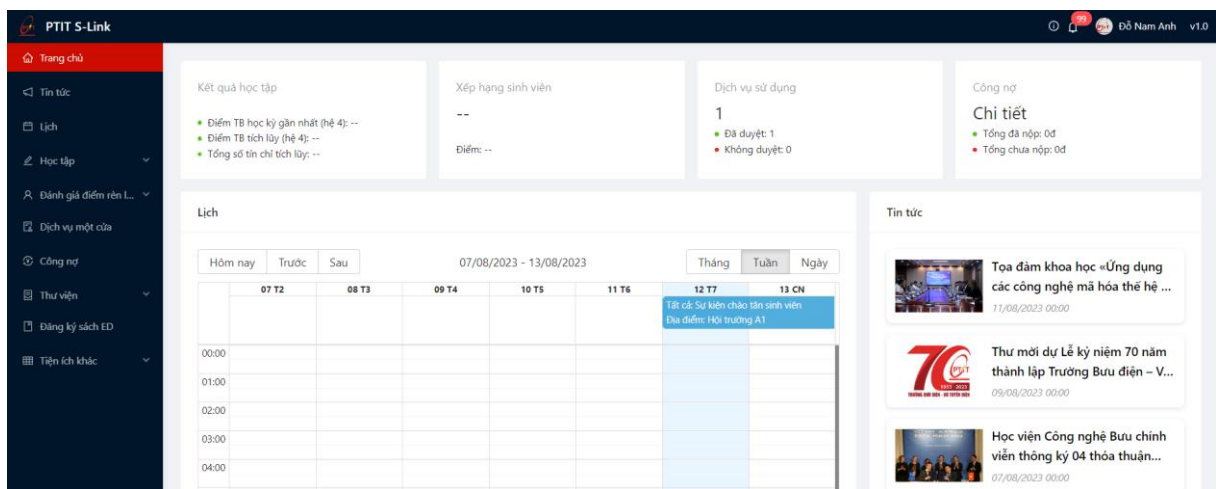 PTIT S-Link
99
Đỗ Nam Anh v1.0
Trang chủ
Tin tức
Lịch
Học tập
Đánh giá điểm rèn l...
Dịch vụ một cửa
Công nợ
Thư viện
Đăng ký sách ED
Tiện ích khác
Kết quả học tập
Điểm TB học kỳ gần nhất (hệ 4): --
Điểm TB tích lũy (hệ 4): --
Tổng số tín chỉ tích lũy: --
Xếp hạng sinh viên
--
Điểm: --
Dịch vụ sử dụng
1
Đã duyệt: 1
Không duyệt: 0
Công nợ
Chi tiết
Tổng đã nộp: 0đ
Tổng chưa nộp: 0đ
Lịch
Hôm nay Trước Sau 07/08/2023 - 13/08/2023 Tháng Tuần Ngày
07 T2 08 T3 09 T4 10 T5 11 T6 12 T7 13 CN
Tất cả: Sự kiện chào tân sinh viên
Địa điểm: Hội trường A1
00:00
01:00
02:00
03:00
04:00
Tin tức
Tọa đàm khoa học «Ứng dụng
các công nghệ mã hóa thế hệ ...
11/08/2023 00:00
70
PTIT
1953 - 2023
Thư mời dự Lễ kỷ niệm 70 năm
thành lập Trường Bưu điện – V...
09/08/2023 00:00
Học viện Công nghệ Bưu chính
viễn thông ký 04 thỏa thuận...
07/08/2023 00:00